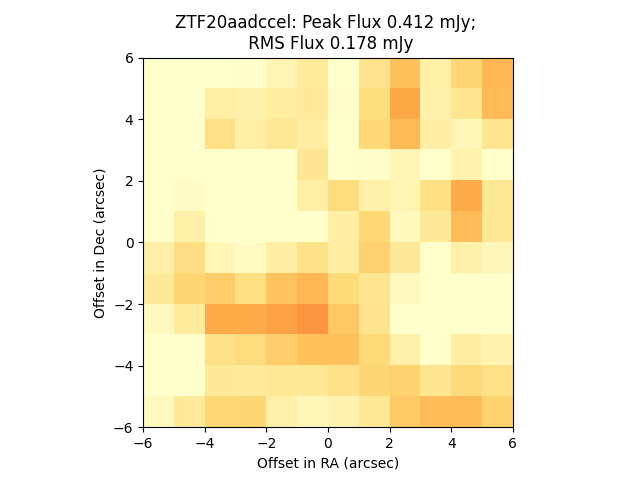 ZTF20aadccel: Peak Flux 0.412 mJy;
RMS Flux 0.178 mJy
6
4
2
0
−2
−4
−6
Offset in Dec (arcsec)
−6 −4 −2 0 2 4 6
Offset in RA (arcsec)